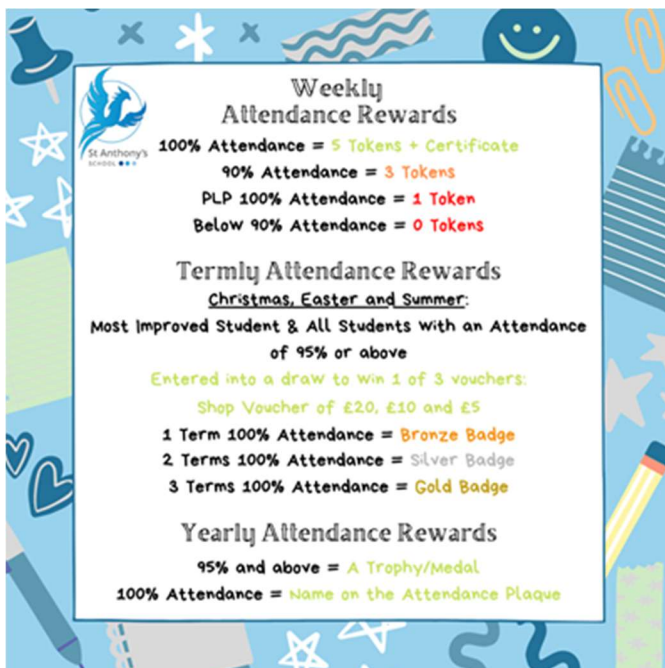 Weekly
Attendance Rewards
St Anthony's
SCHOOL
100% Attendance = 5 Tokens + Certificate
90% Attendance = 3 Tokens
PLP 100% Attendance = 1 Token
Below 90% Attendance = 0 Tokens
Termly Attendance Rewards
Christmas, Easter and Summer:
Most Improved Student & All Students with an Attendance
of 95% or above
Entered into a draw to win 1 of 3 vouchers:
Shop Voucher of £20, £10 and £5
1 Term 100% Attendance = Bronze Badge
2 Terms 100% Attendance = Silver Badge
3 Terms 100% Attendance = Gold Badge
Yearly Attendance Rewards
95% and above = A Trophy/Medal
100% Attendance = Name on the Attendance Plaque